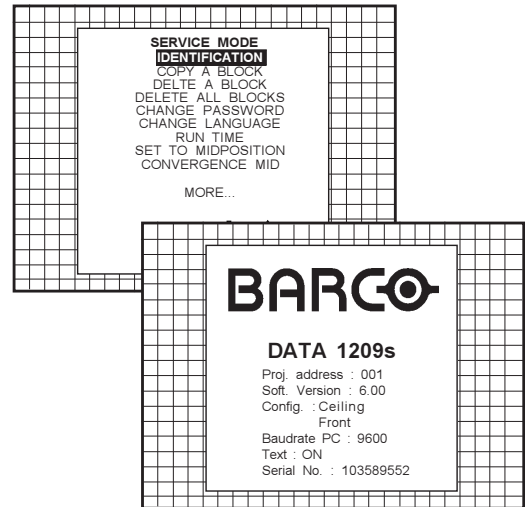 SERVICE MODE
IDENTIFICATION
COPY A BLOCK
DELTE A BLOCK
DELETE ALL BLOCKS
CHANGE PASSWORD
CHANGE LANGUAGE
RUN TIME
SET TO MIDPOSITION
CONVERGENCE MID
MORE...
BARCO
DATA 1209s
Proj. address : 001
Soft. Version : 6.00
Config. : Ceiling
Front
Baudrate PC : 9600
Text : ON
Serial No. : 103589552